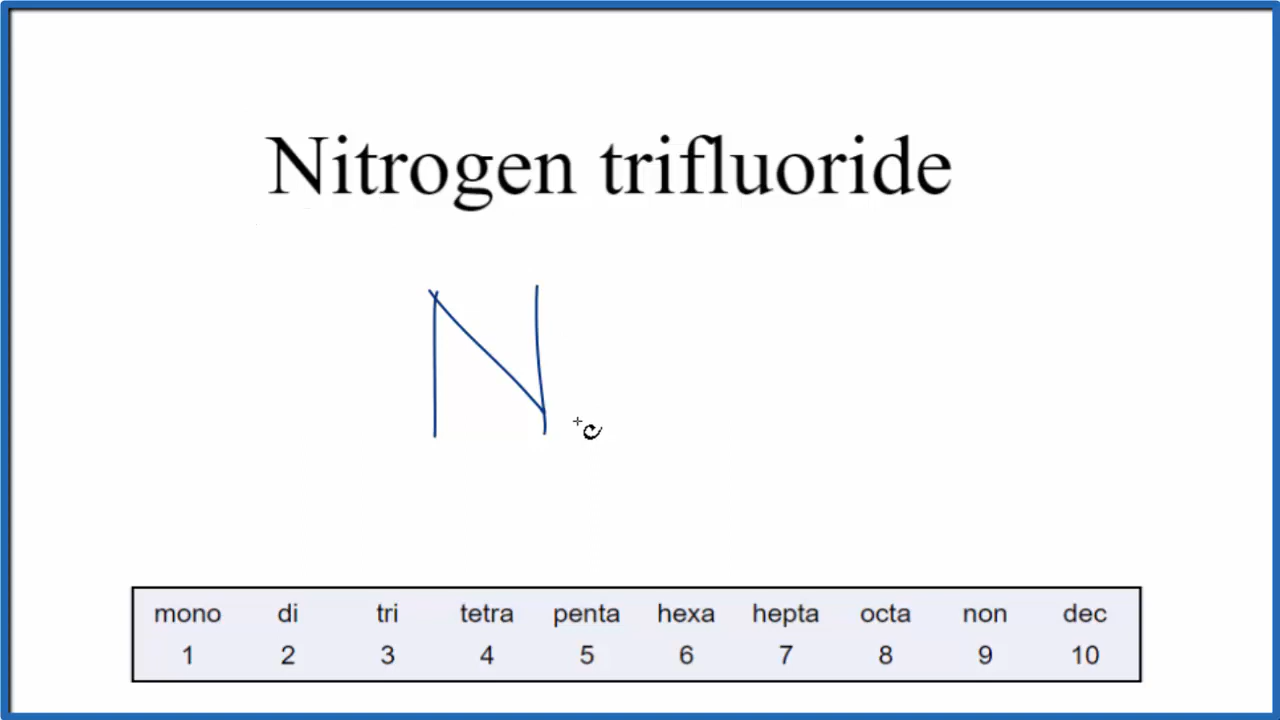 Nitrogen trifluoride
N
mono di tri tetra penta hexa hepta octa non dec
1 2 3 4 5 6 7 8 9 10